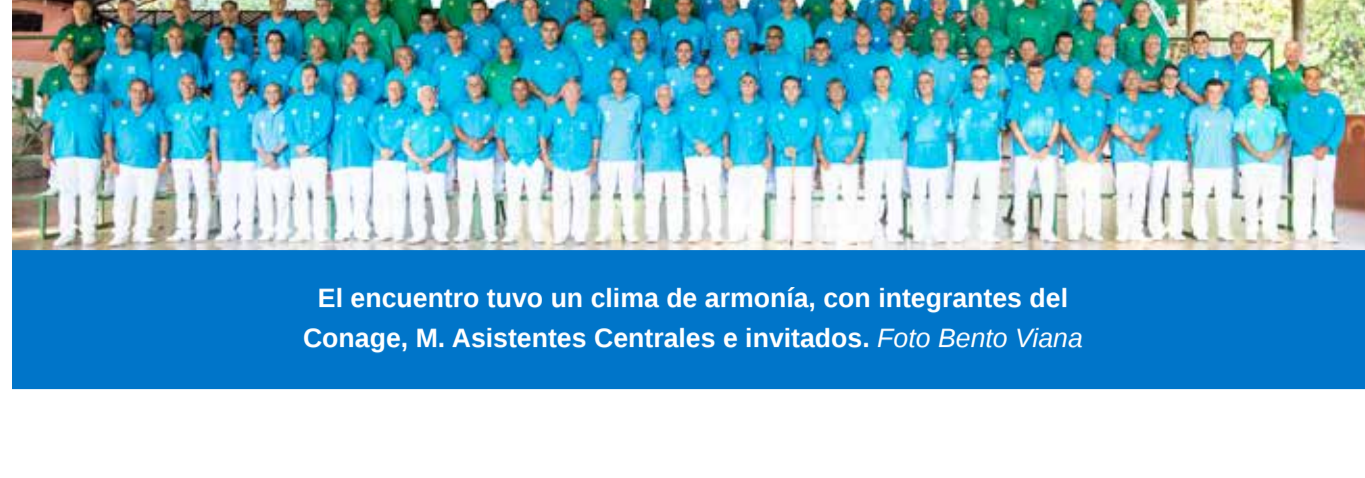 El encuentro tuvo un clima de armonía, con integrantes del
Conage, M. Asistentes Centrales e invitados. Foto Bento Viana